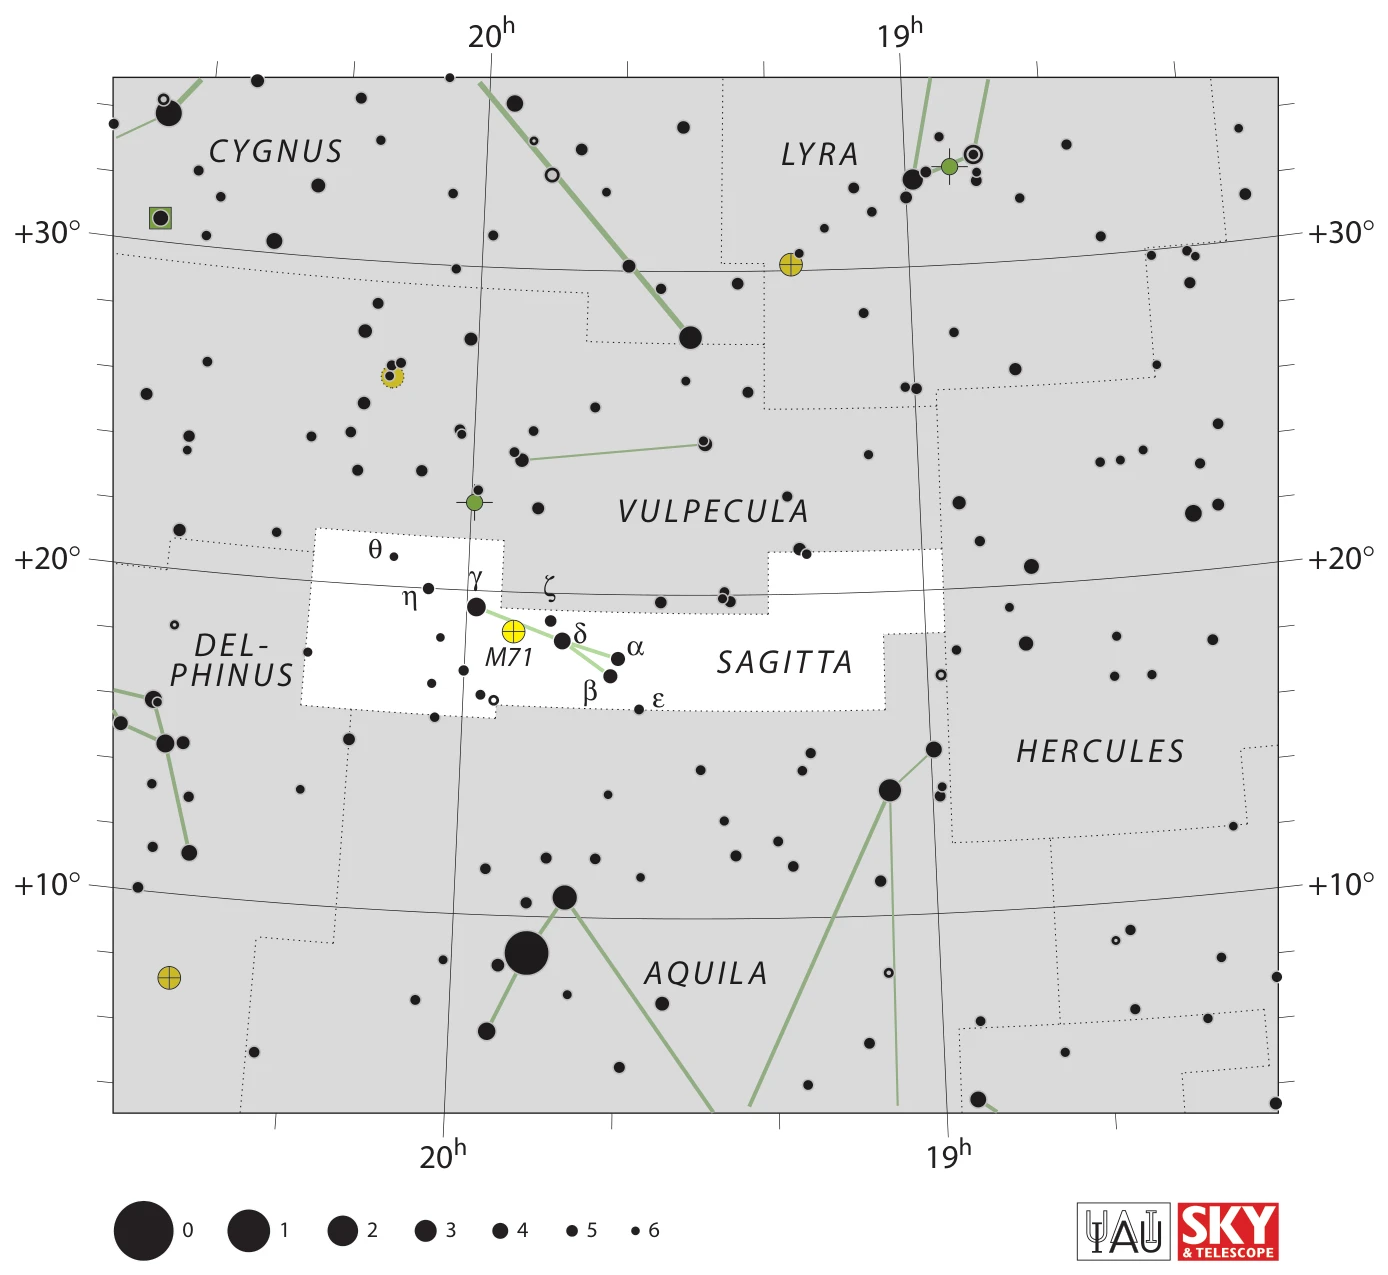 20h 19h
CYGNUS LYRA
+30° +30°
VULPECULA
+20° θ +20°
η γ ζ
DEL-
PHINUS
M71 δ α SAGITTA
β ε
HERCULES
+10° +10°
AQUILA
20h 19h
0 1 2 3 4 5 6
IAU
SKY
& TELESCOPE